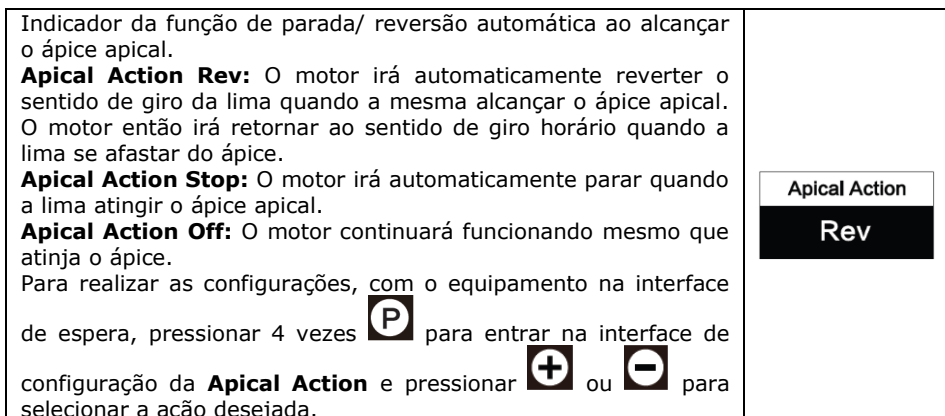 Indicador da função de parada/ reversão automática ao alcançar
o ápice apical.
Apical Action Rev: O motor irá automaticamente reverter o
sentido de giro da lima quando a mesma alcançar o ápice apical.
O motor então irá retornar ao sentido de giro horário quando a
lima se afastar do ápice.
Apical Action Stop: O motor irá automaticamente parar quando
a lima atingir o ápice apical.
Apical Action Off: O motor continuará funcionando mesmo que
atinja o ápice.
Para realizar as configurações, com o equipamento na interface
de espera, pressionar 4 vezes P para entrar na interface de
configuração da Apical Action e pressionar + ou - para
selecionar a ação desejada.
Apical Action
Rev